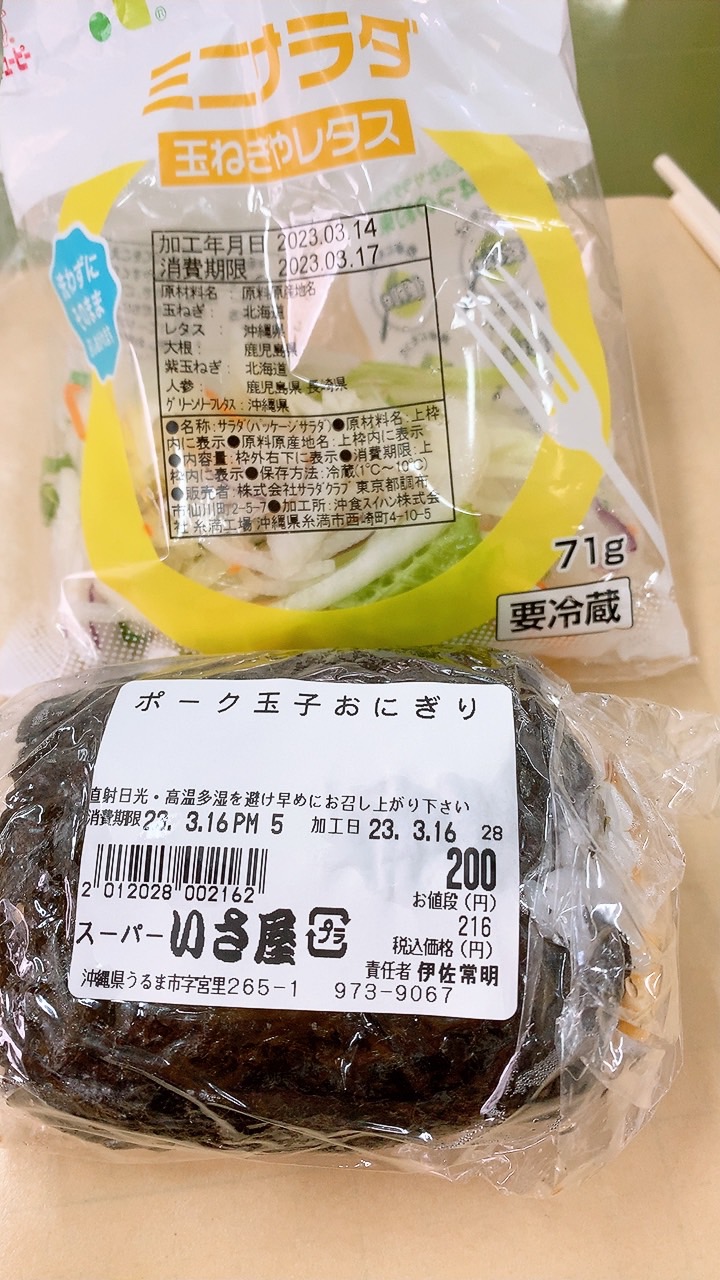 ミニサラダ
玉ねぎやレタス
洗わずに
そのまま
加工年月日 2023.03.14
消費期限 2023.03.17
原材料名 : 原料原産地名
玉ねぎ : 北海道
レタス : 沖縄県
大根 : 鹿児島県
紫玉ねぎ : 北海道
人参 : 鹿児島県 長崎県
グリーンリーフレタス : 沖縄県
●名称:サラダ(パッケージサラダ)●原材料名:上枠
内に表示●原料原産地名:上枠内に表示
●内容量:枠外右下に表示●消費期限:上
枠内に表示●保存方法:冷蔵(1℃~10℃)
●販売者:株式会社サラダクラブ 東京都調布
市仙川町2-5-7●加工所:沖食スイハン株式会
社 糸満工場 沖縄県糸満市西崎町4-10-5
71g
要冷蔵
ポーク玉子おにぎり
直射日光・高温多湿を避け早めにお召し上がり下さい
消費期限 23. 3.16 PM 5 加工日 23. 3.16 28
200
お値段(円)
2 012028 002162
216
税込価格(円)
スーパー いさ屋 プラ
責任者 伊佐常明
沖縄県うるま市字宮里265-1 973-9067